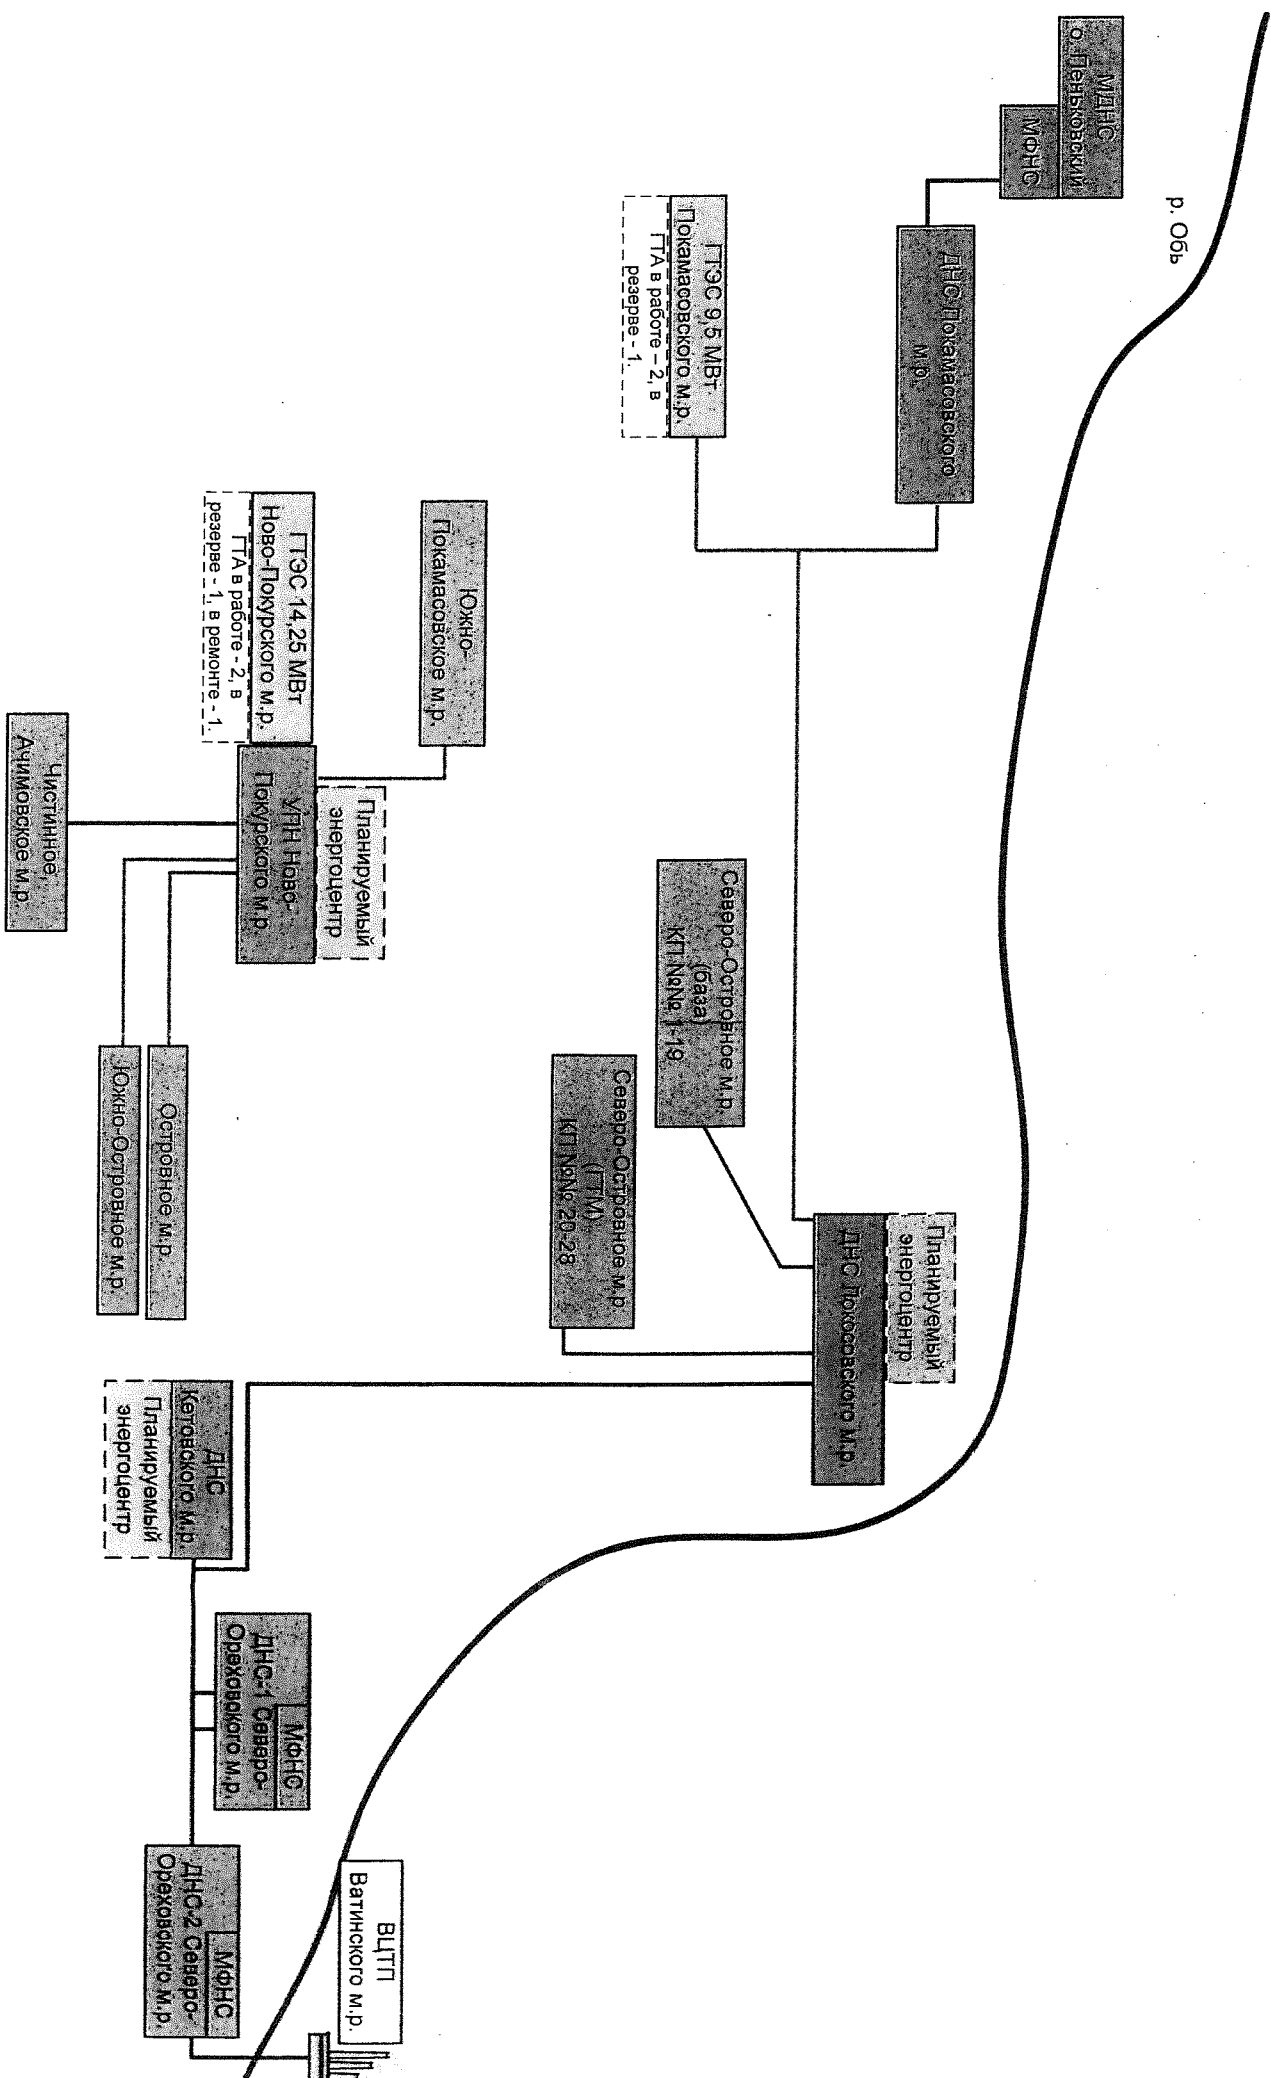 р. Обь
МДНС
о. Пеньковский
МФНС
ДНС Покамасовского
м.р.
ГТЭС 9,5 МВт
Покамасовского м.р.
ГТА в работе – 2, в
резерве - 1.
Южно-
Покамасовское м.р.
ГТЭС 14,25 МВт
Ново-Покурского м.р.
ГТА в работе - 2, в
резерве - 1, в ремонте - 1.
Планируемый
энергоцентр
УПН Ново-
Покурского м.р.
Чистинное,
Ачимовское м.р.
Островное м.р.
Южно-Островное м.р.
Северо-Островное м.р.
(база)
КП №№ 1-19
Северо-Островное м.р.
(ГТМ)
КП №№ 20-28
Планируемый
энергоцентр
ДНС Локосовского м.р.
ДНС
Кетовского м.р.
Планируемый
энергоцентр
МФНС
ДНС-1 Северо-
Ореховского м.р.
МФНС
ДНС-2 Северо-
Ореховского м.р.
ВЦТП
Ватинского м.р.